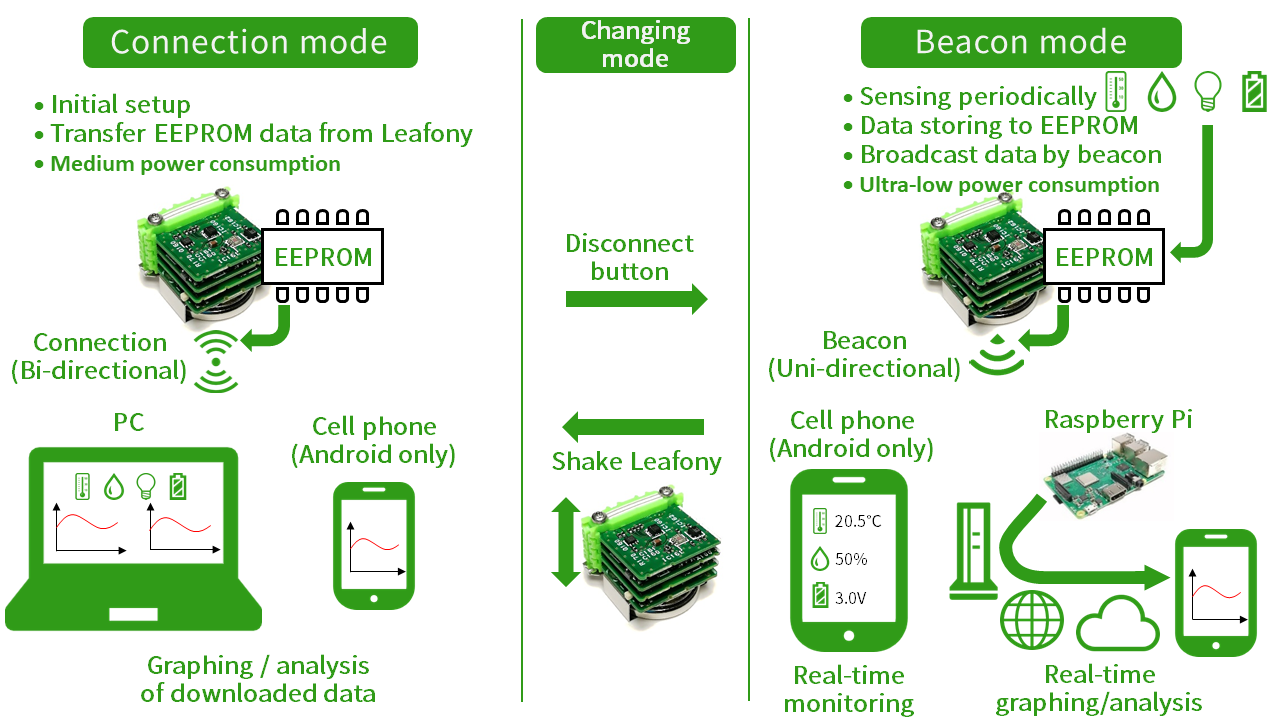 Connection mode
• Initial setup
• Transfer EEPROM data from Leafony
• Medium power consumption
EEPROM
Connection
(Bi-directional)
PC
Cell phone
(Android only)
Graphing / analysis
of downloaded data
Changing
mode
Disconnect
button
Shake Leafony
Beacon mode
• Sensing periodically
• Data storing to EEPROM
• Broadcast data by beacon
• Ultra-low power consumption
EEPROM
Beacon
(Uni-directional)
Cell phone
(Android only)
20.5℃
50%
3.0V
Real-time
monitoring
Raspberry Pi
Real-time
graphing/analysis